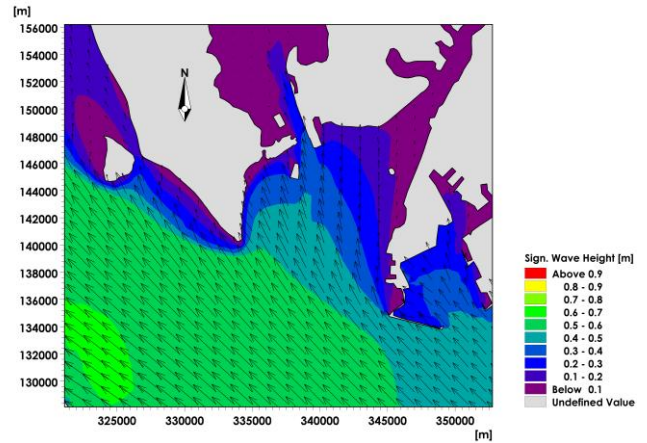 [m]
156000
154000
152000
150000
148000
146000
144000
142000
140000
138000
136000
134000
132000
130000
N
325000 330000 335000 340000 345000 350000
[m]
Sign. Wave Height [m]
Above 0.9
0.8 - 0.9
0.7 - 0.8
0.6 - 0.7
0.5 - 0.6
0.4 - 0.5
0.3 - 0.4
0.2 - 0.3
0.1 - 0.2
Below 0.1
Undefined Value